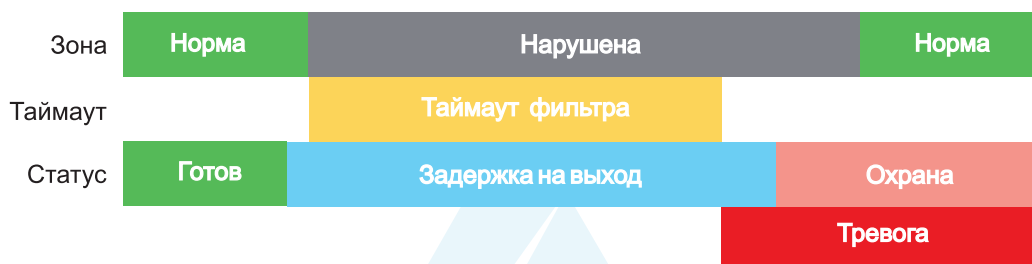 Зона Норма Нарушена Норма
Таймаут Таймаут фильтра
Статус Готов Задержка на выход Охрана
Тревога